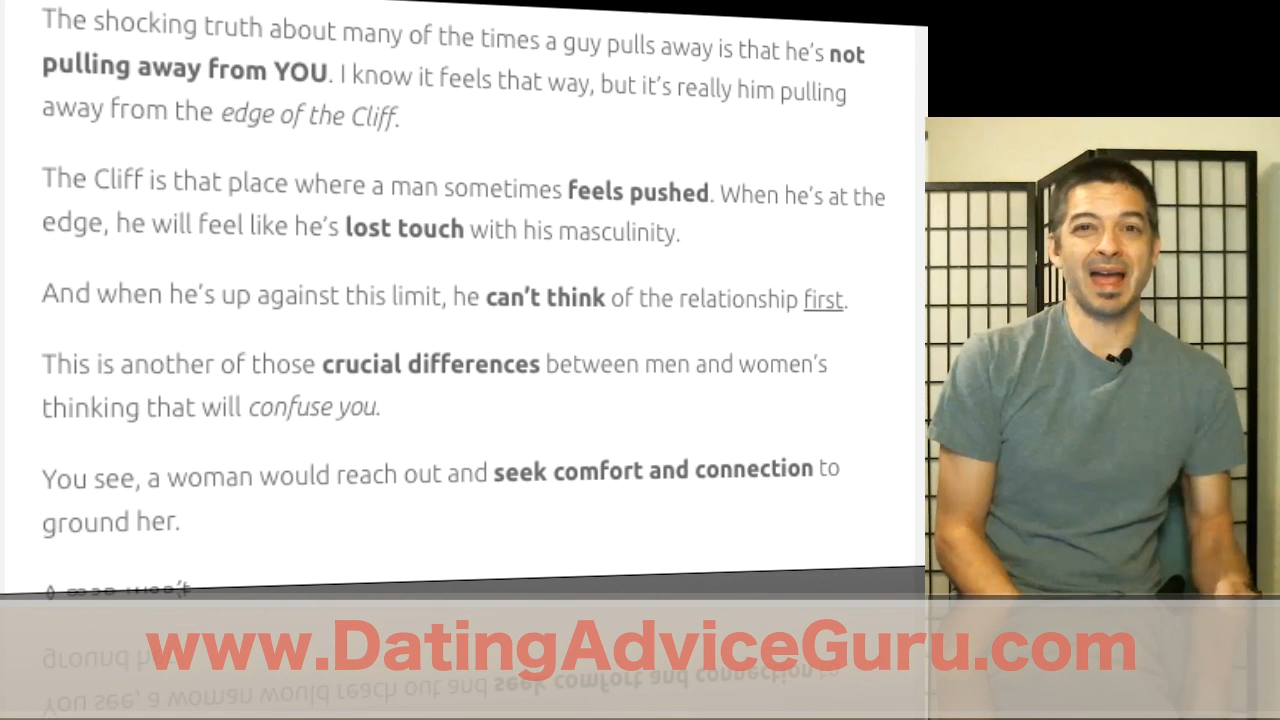 The shocking truth about many of the times a guy pulls away is that he's not
pulling away from YOU. I know it feels that way, but it's really him pulling
away from the edge of the Cliff.
The Cliff is that place where a man sometimes feels pushed. When he's at the
edge, he will feel like he's lost touch with his masculinity.
And when he's up against this limit, he can't think of the relationship first.
This is another of those crucial differences between men and women's
thinking that will confuse you.
You see, a woman would reach out and seek comfort and connection to
ground her.
www.DatingAdviceGuru.com